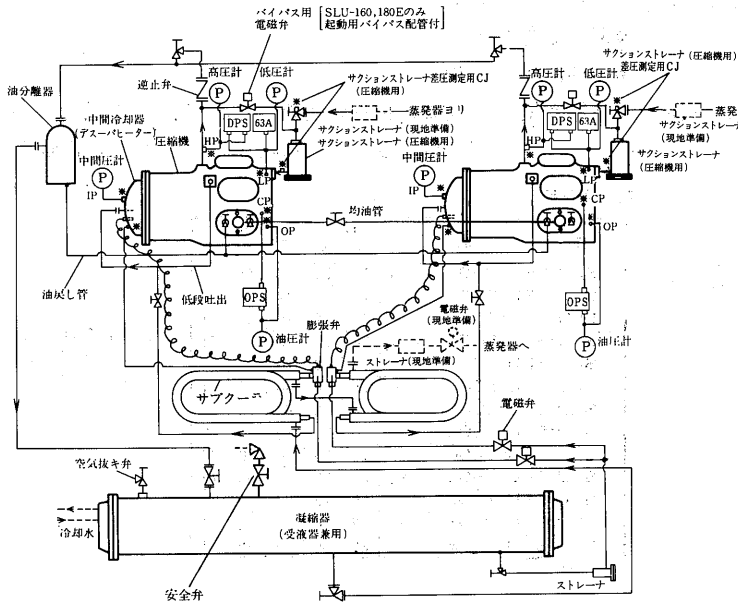 バイパス用
電磁弁
SLU-160,180Eのみ
起動用バイパス配管付
油分離器
逆止弁
高圧計
低圧計
P
P
サクションストレーナ差圧測定用CJ
(圧縮機用)
中間冷却器
(デスーパヒーター)
圧縮機
DPS
63A
蒸発器ヨリ
サクションストレーナ(現地準備)
サクションストレーナ(圧縮機用)
HP
中間圧計
P
IP
LP
CP
OP
均油管
油戻し管
低段吐出
OPS
P
油圧計
高圧計
低圧計
P
P
サクションストレーナ(圧縮機用)
差圧測定用CJ
DPS
63A
蒸発
サクションストレーナ
(現地準備)
サクションストレーナ
(圧縮機用)
HP
中間圧計
P
IP
LP
CP
OP
OPS
P
油圧計
膨張弁
電磁弁
(現地準備)
蒸発器へ
ストレーナ(現地準備)
サブクー
電磁弁
空気抜キ弁
冷却水
凝縮器
(受液器兼用)
安全弁
ストレーナ